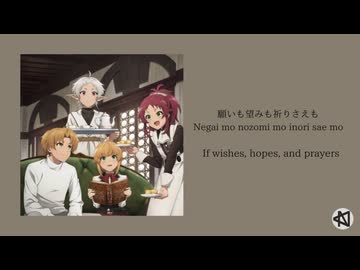 願いも望みも祈りさえも
Negai mo nozomi mo inori sae mo
If wishes, hopes, and prayers